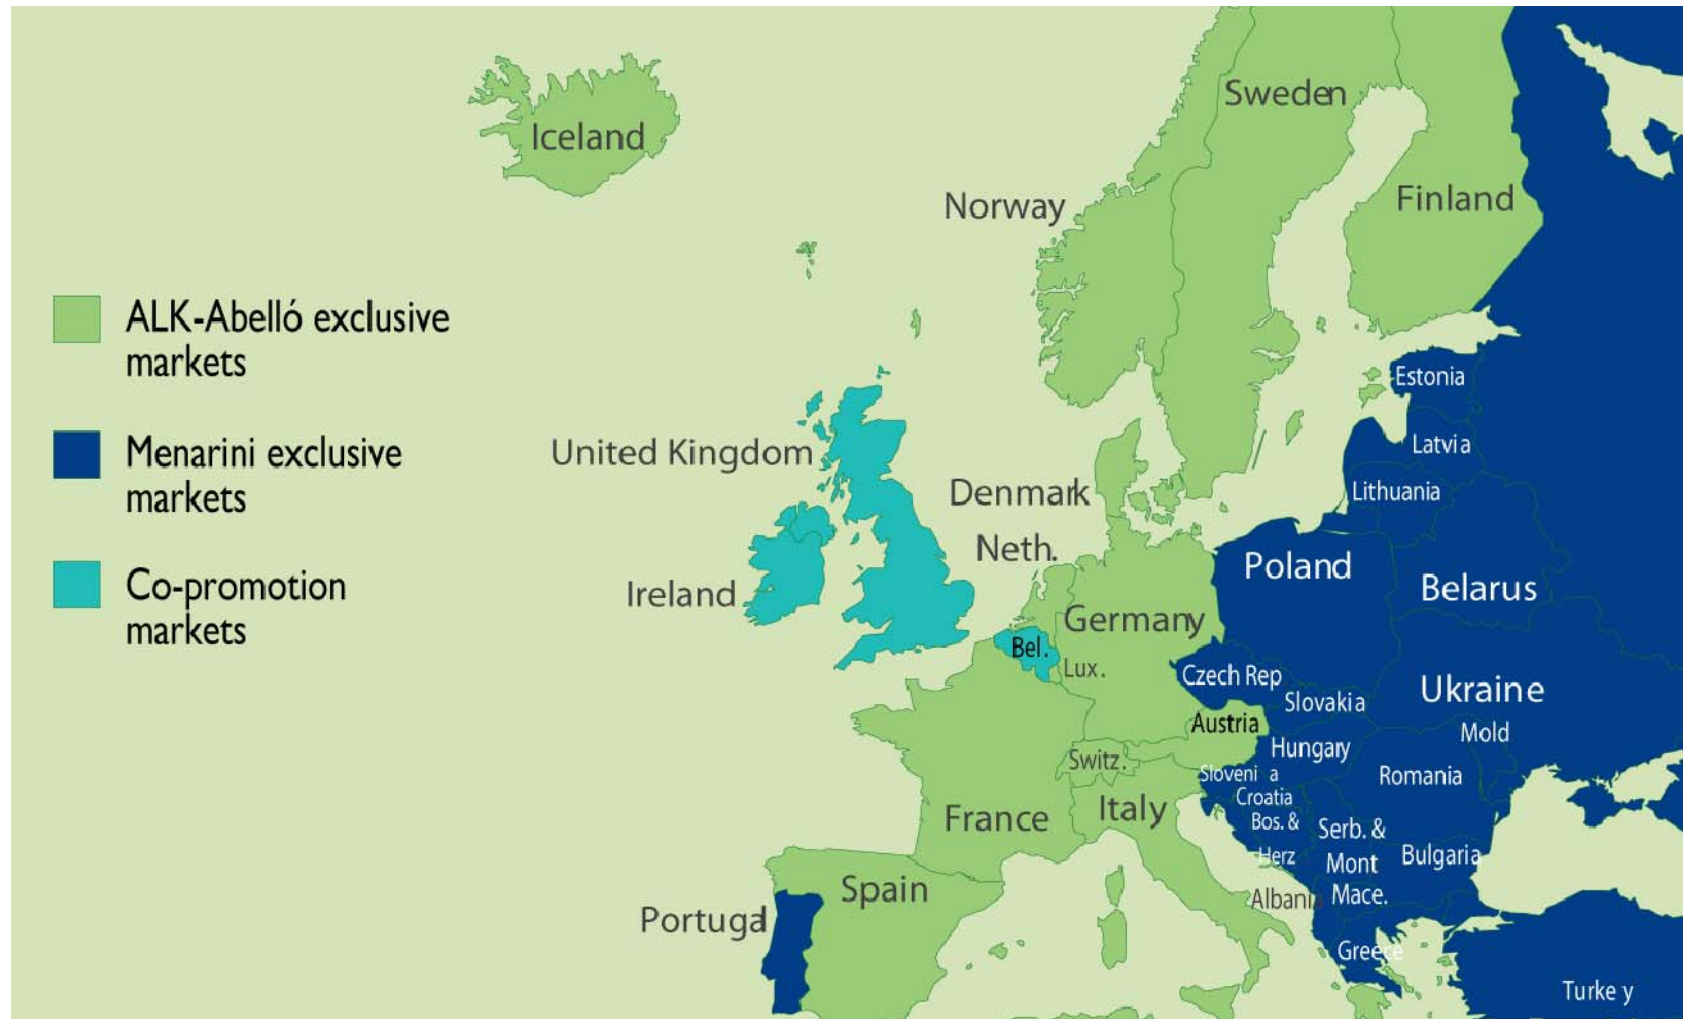 Iceland
Sweden
Norway
Finland
ALK-Abelló exclusive
markets
Menarini exclusive
markets
Co-promotion
markets
United Kingdom
Ireland
Denmark
Neth.
Germany
Bel.
Lux.
Estonia
Latvia
Lithuania
Poland
Belarus
Czech Rep
Slovakia
Ukraine
Austria
Hungary
Mold
Switz.
Sloveni a
Romania
Croatia
France
Italy
Bos. &
Herz
Serb. &
Mont
Bulgaria
Spain
Albania
Mace.
Portugal
Greece
Turke y